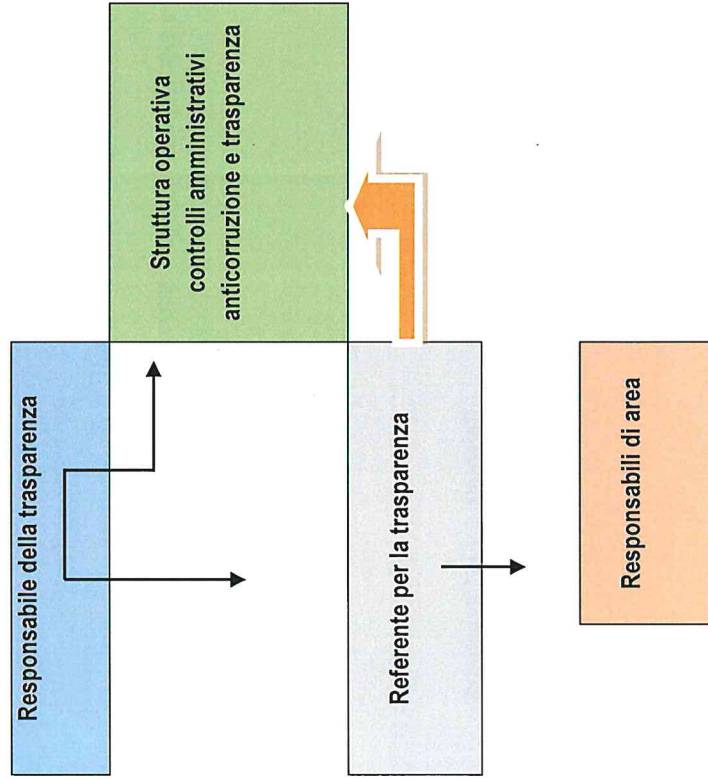 Responsabile della trasparenza
Struttura operativa
controlli amministrativi
anticorruzione e trasparenza
Referente per la trasparenza
Responsabili di area